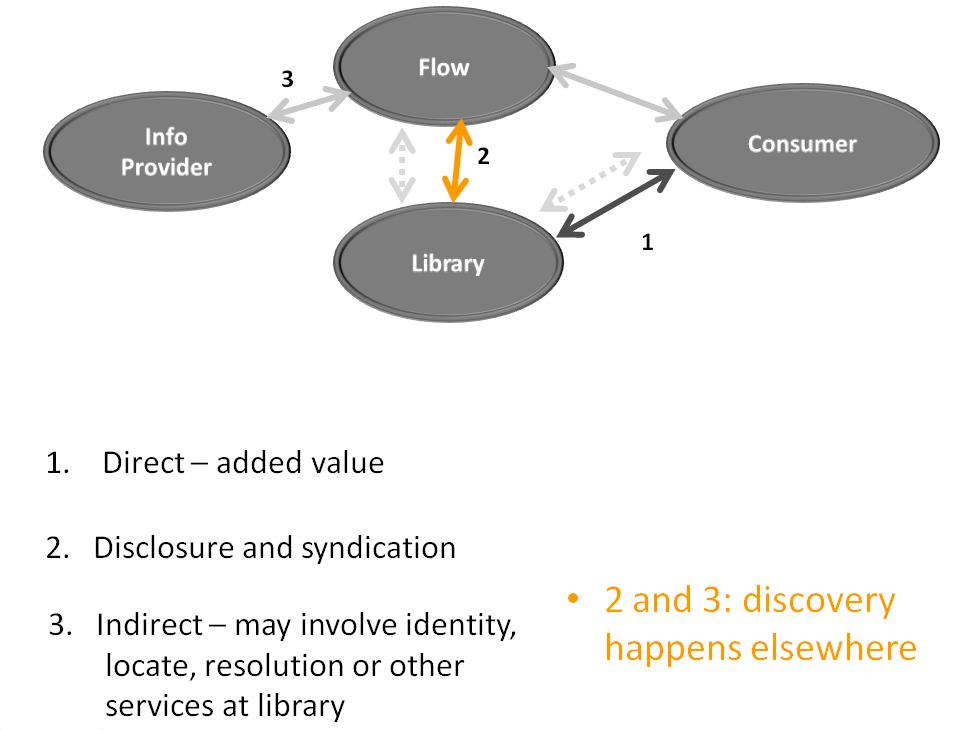 Flow
3
Info
Provider
Consumer
2
Library
1
1. Direct – added value
2. Disclosure and syndication
3. Indirect – may involve identity,
locate, resolution or other
services at library
• 2 and 3: discovery
happens elsewhere